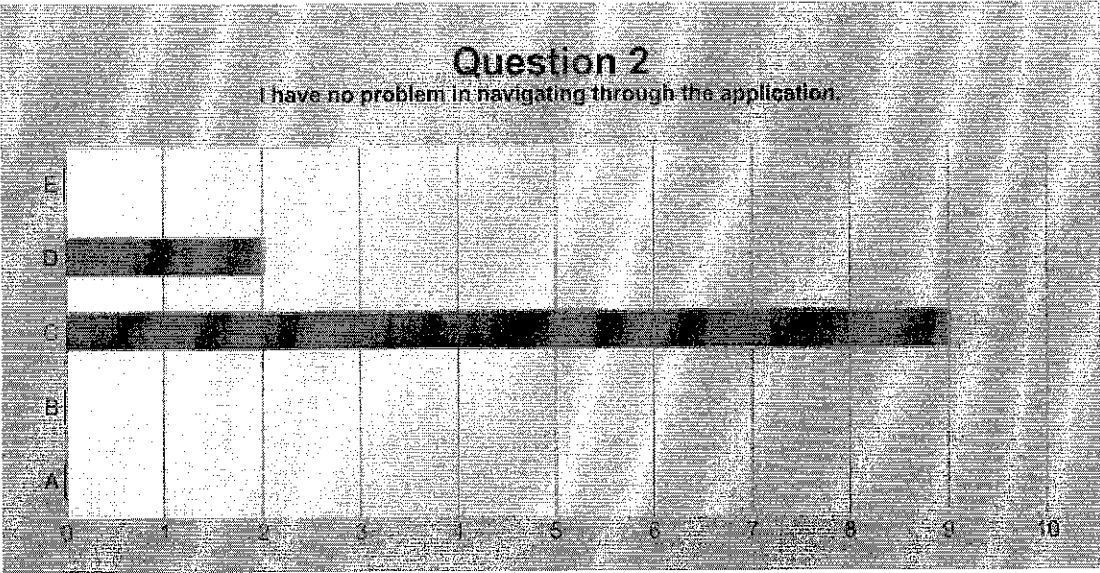 Question 2
I have no problem in navigating through the application.
E
D
C
B
A
0 1 2 3 4 5 6 7 8 9 10